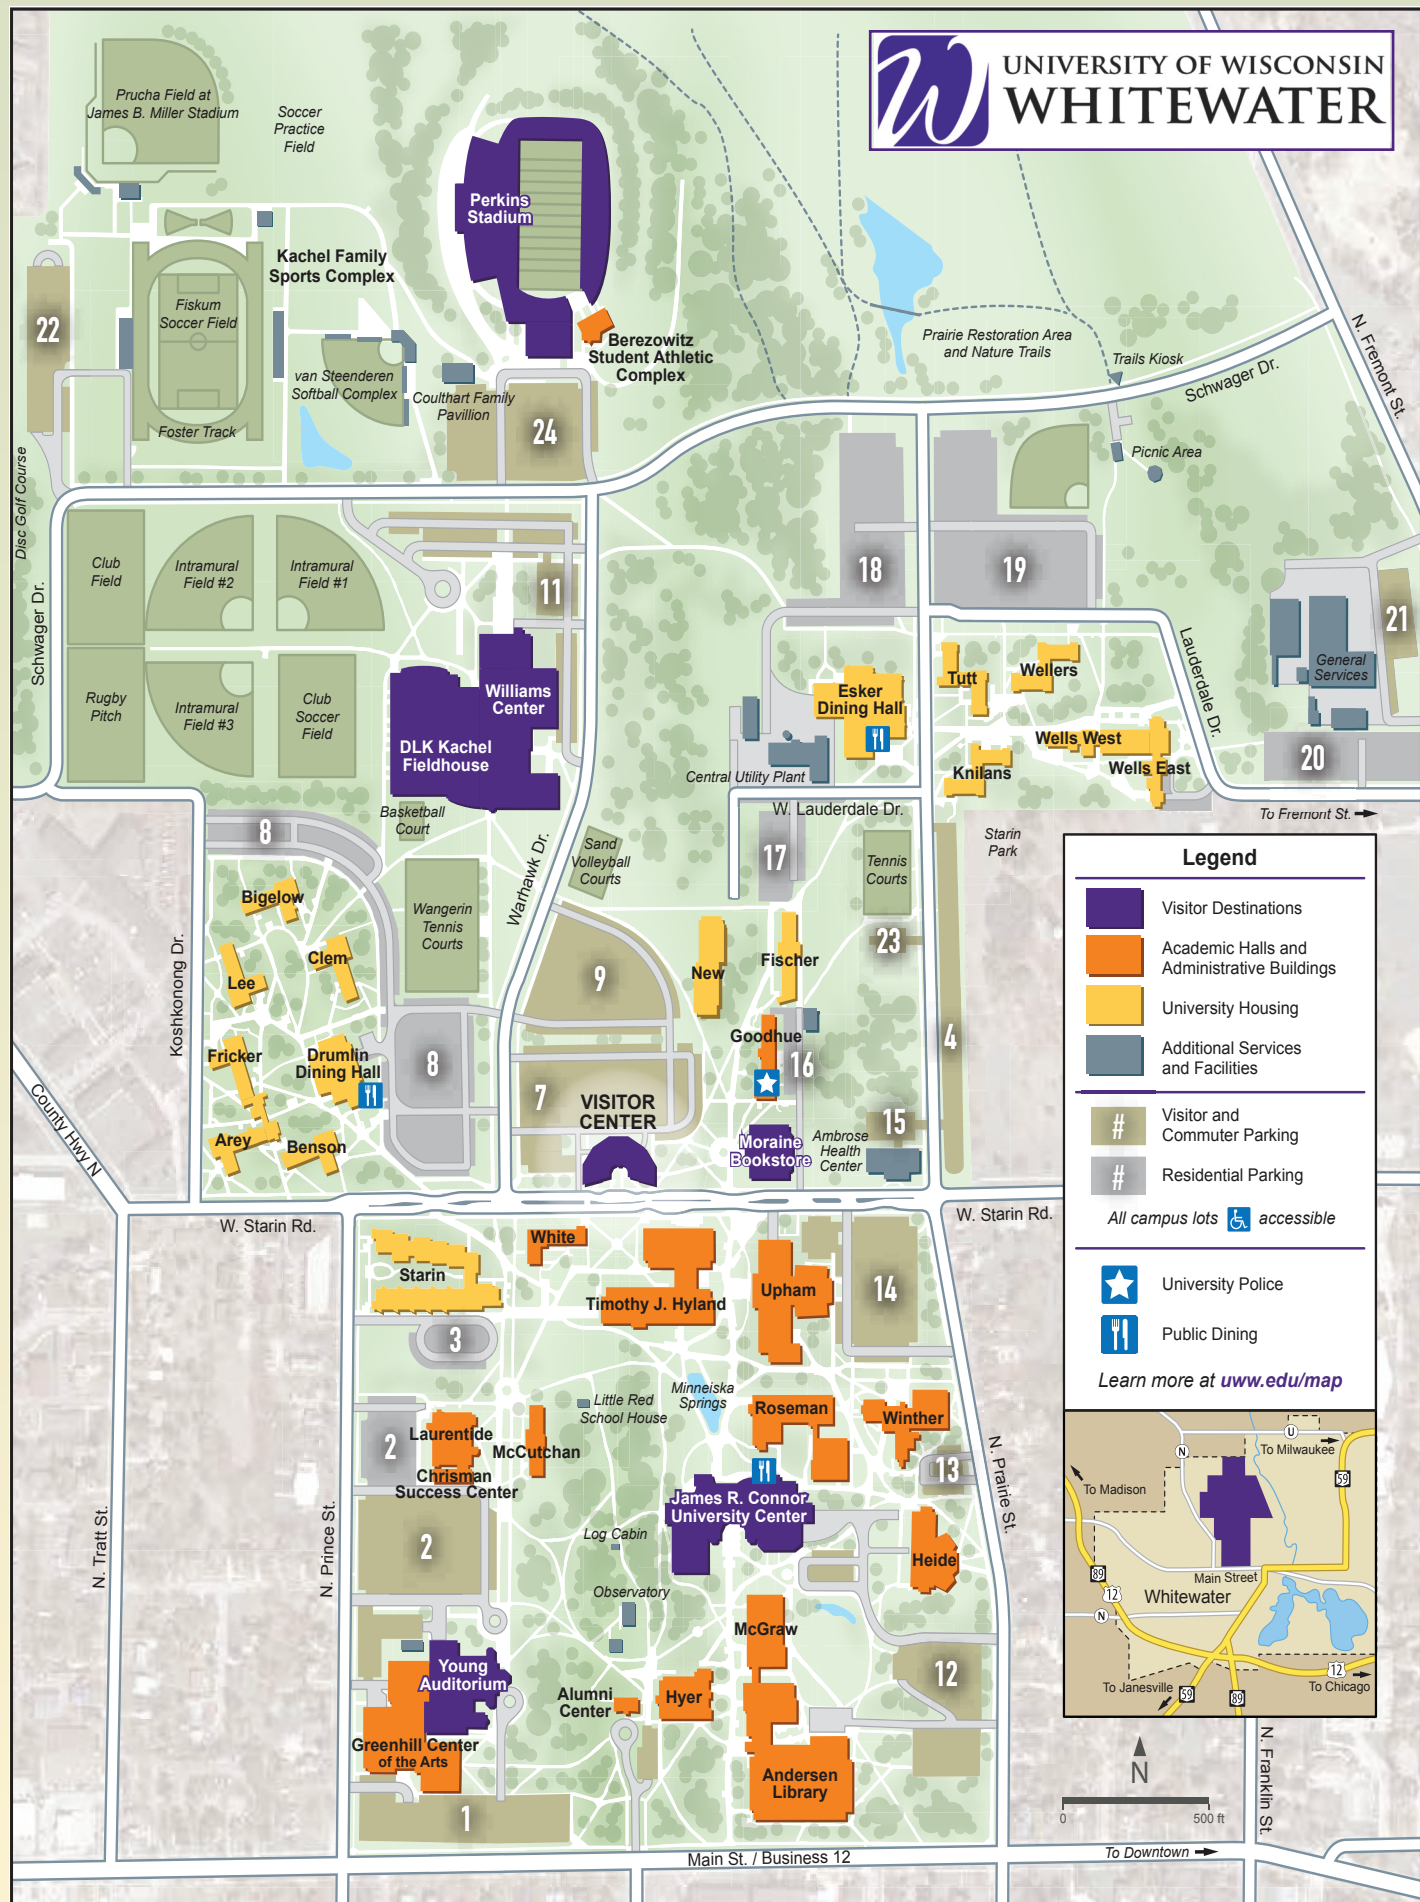 UNIVERSITY OF WISCONSIN
WHITEWATER
Prucha Field at
James B. Miller Stadium
Soccer
Practice
Field
Perkins
Stadium
Kachel Family
Sports Complex
Fiskum
Soccer Field
22
Berezowitz
Student Athletic
Complex
Prairie Restoration Area
and Nature Trails
Trails Kiosk
Schwager Dr.
N. Fremont St.
van Steenderen
Softball Complex
Coulthart Family
Pavillion
Foster Track
24
Picnic Area
Disc Golf Course
Club
Field
Intramural
Field #2
Intramural
Field #1
11
18
19
21
Schwager Dr.
Rugby
Pitch
Intramural
Field #3
Club
Soccer
Field
Williams
Center
DLK Kachel
Fieldhouse
Esker
Dining Hall
Tutt
Wellers
Lauderdale Dr.
General
Services
Wells West
Wells East
Knilans
20
Central Utility Plant
W. Lauderdale Dr.
To Fremont St.
Basketball
Court
8
Warhawk Dr.
Sand
Volleyball
Courts
17
Tennis
Courts
Starin
Park
Bigelow
Wangerin
Tennis
Courts
Clem
Lee
Koshkonong Dr.
9
New
Fischer
23
4
Fricker
Drumlin
Dining Hall
8
Goodhue
16
7
VISITOR
CENTER
Arey
Benson
Moraine
Bookstore
Ambrose
Health
Center
15
County Hwy N
W. Starin Rd.
W. Starin Rd.
Legend
Visitor Destinations
Academic Halls and
Administrative Buildings
University Housing
Additional Services
and Facilities
#
Visitor and
Commuter Parking
#
Residential Parking
All campus lots accessible
University Police
Public Dining
Learn more at uww.edu/map
Starin
White
Timothy J. Hyland
Upham
14
3
Little Red
School House
Minneiska
Springs
Roseman
Winther
2
Laurentide
McCutchan
Chrisman
Success Center
13
N. Prairie St.
James R. Connor
University Center
N. Tratt St.
N. Prince St.
2
Log Cabin
Heide
Observatory
McGraw
Young
Auditorium
Alumni
Center
Hyer
12
Greenhill Center
of the Arts
Andersen
Library
1
Main St. / Business 12
To Downtown
N. Franklin St.
N
0
500 ft
U
N
To Milwaukee
59
To Madison
89
Main Street
12
Whitewater
N
12
To Janesville
59
89
To Chicago